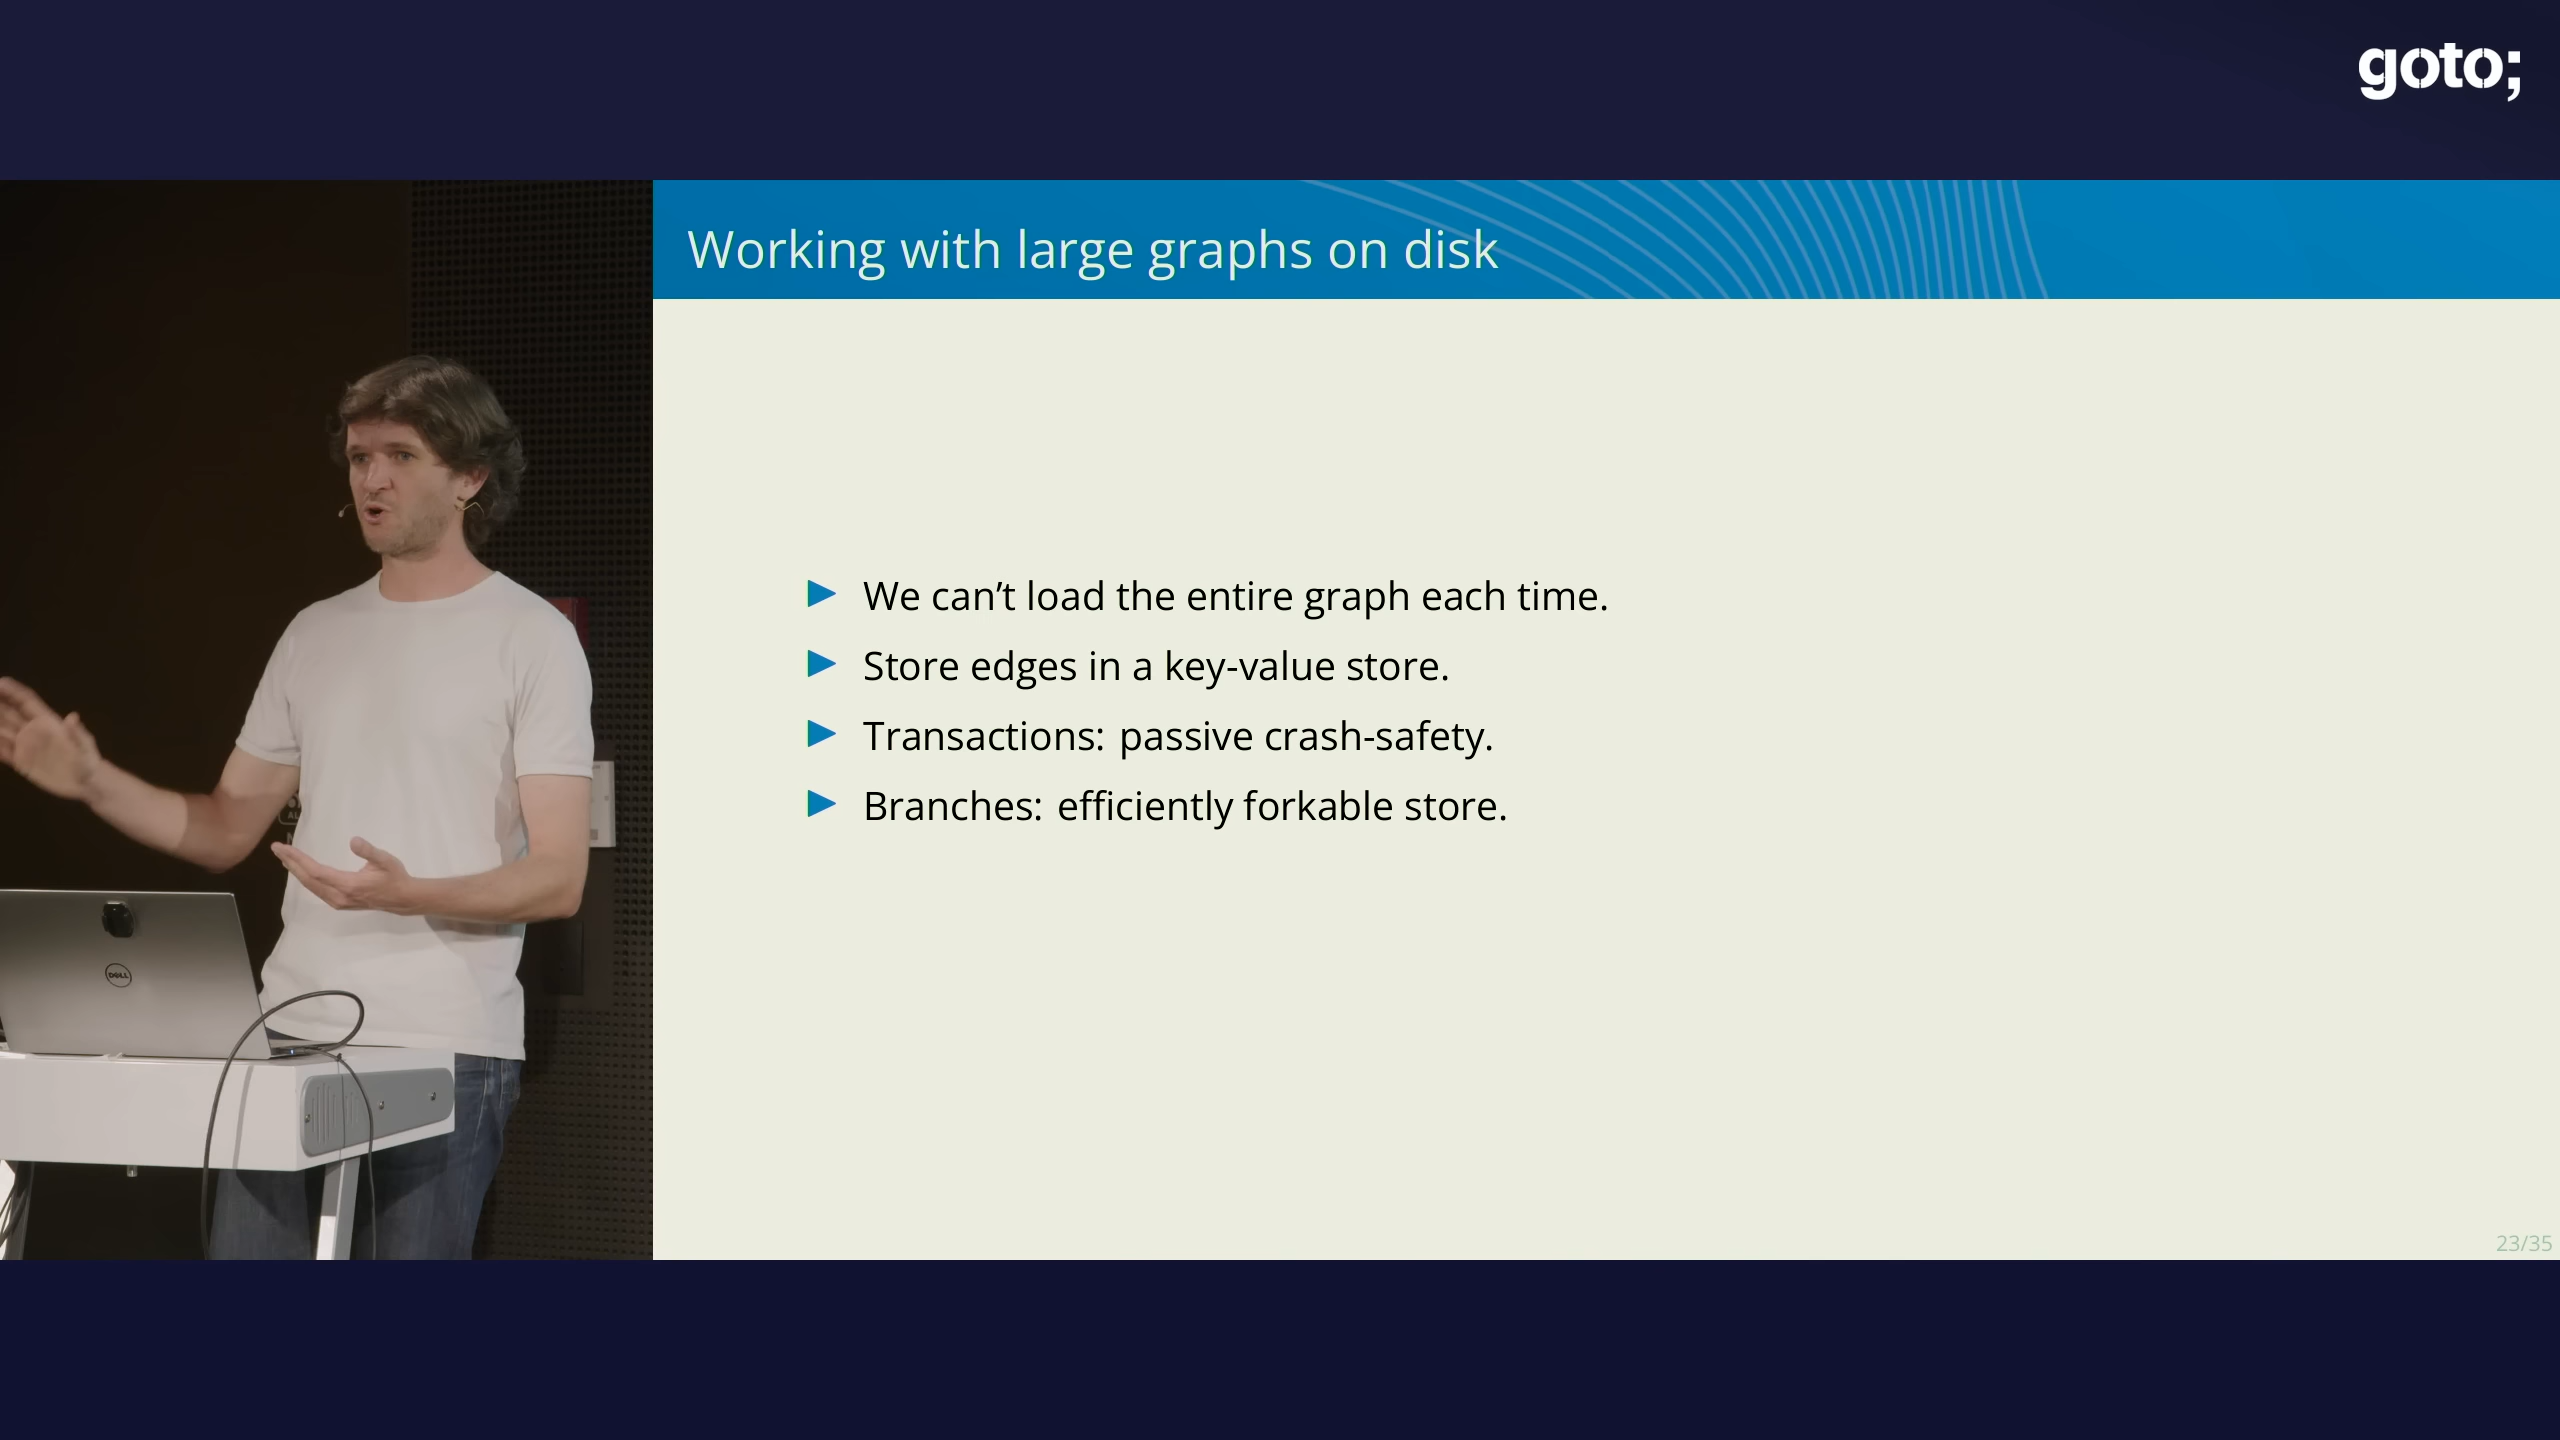 goto;
Working with large graphs on disk
We can’t load the entire graph each time.
Store edges in a key-value store.
Transactions: passive crash-safety.
Branches: efficiently forkable store.
23/35
DELL